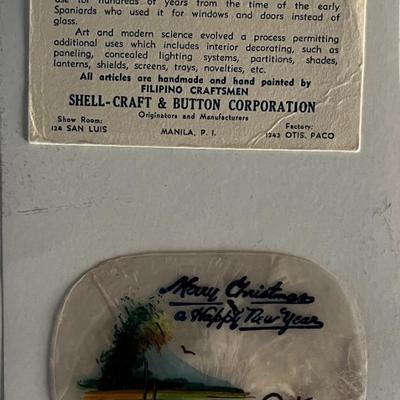 use for hundreds of years from the time of the early
Spaniards who used it for windows and doors instead of
glass.
Art and modern science evolved a process permitting
additional uses which includes interior decorating, such as
paneling, concealed lighting systems, partitions, shades,
lanterns, shields, screens, trays, novelties, etc.
All articles are handmade and hand painted by
FILIPINO CRAFTSMEN
SHELL-CRAFT & BUTTON CORPORATION
Originators and Manufacturers
Show Room:
124 SAN LUIS
MANILA, P. I.
Factory:
1243 OTIS, PACO
Merry Christmas
a Happy New Year